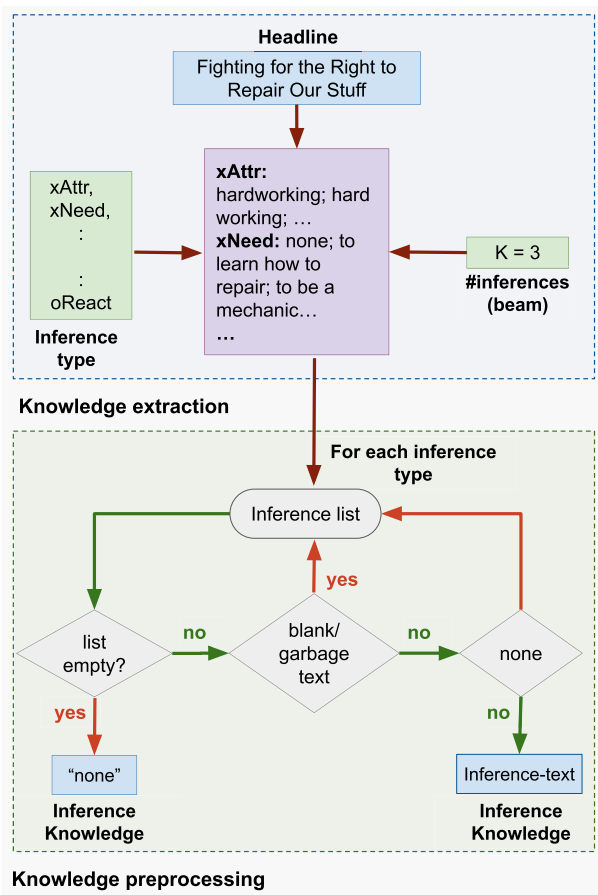 Headline
Fighting for the Right to
Repair Our Stuff
xAttr,
xNeed,
:
:
oReact
Inference
type
xAttr:
hardworking; hard
working; …
xNeed: none; to
learn how to
repair; to be a
mechanic…
…
K = 3
#inferences
(beam)
Knowledge extraction
For each inference
type
Inference list
yes
list
empty?
no
blank/
garbage
text
no
none
yes
no
“none”
Inference-text
Inference
Knowledge
Inference
Knowledge
Knowledge preprocessing